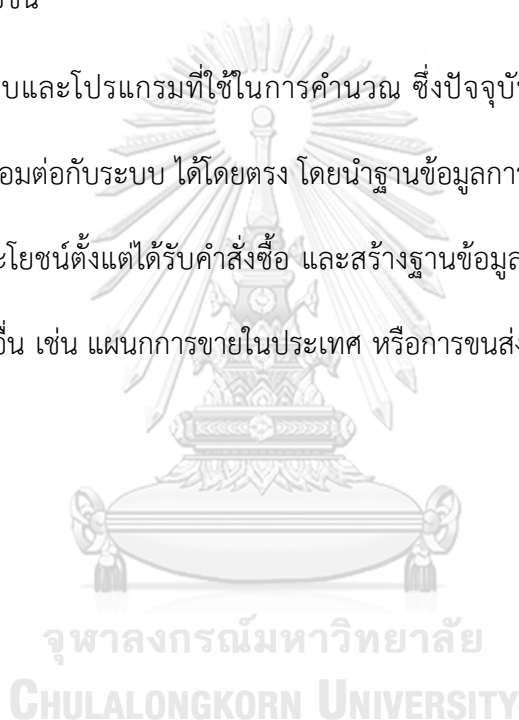 บและโปรแกรมที่ใช้ในการคำนวณ ซึ่งปัจจุบั
อมต่อกับระบบ ได้โดยตรง โดยนำฐานข้อมูลการ
ะโยชน์ตั้งแต่ได้รับคำสั่งซื้อ และสร้างฐานข้อมูล
อื่น เช่น แผนกการขายในประเทศ หรือการขนส่ง
จุฬาลงกรณ์มหาวิทยาลัย
CHULALONGKORN UNIVERSITY